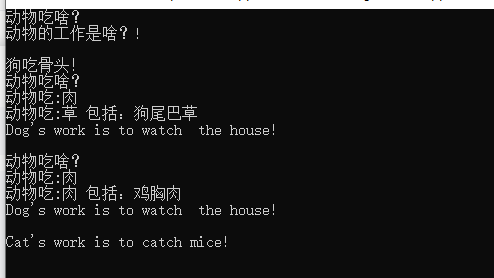 动物吃啥？
动物的工作是啥？!
狗吃骨头!
动物吃啥？
动物吃:肉
动物吃:草 包括: 狗尾巴草
Dog's work is to watch  the house!
动物吃啥？
动物吃:肉
动物吃:肉 包括: 鸡胸肉
Dog's work is to watch  the house!
Cat's work is to catch mice!